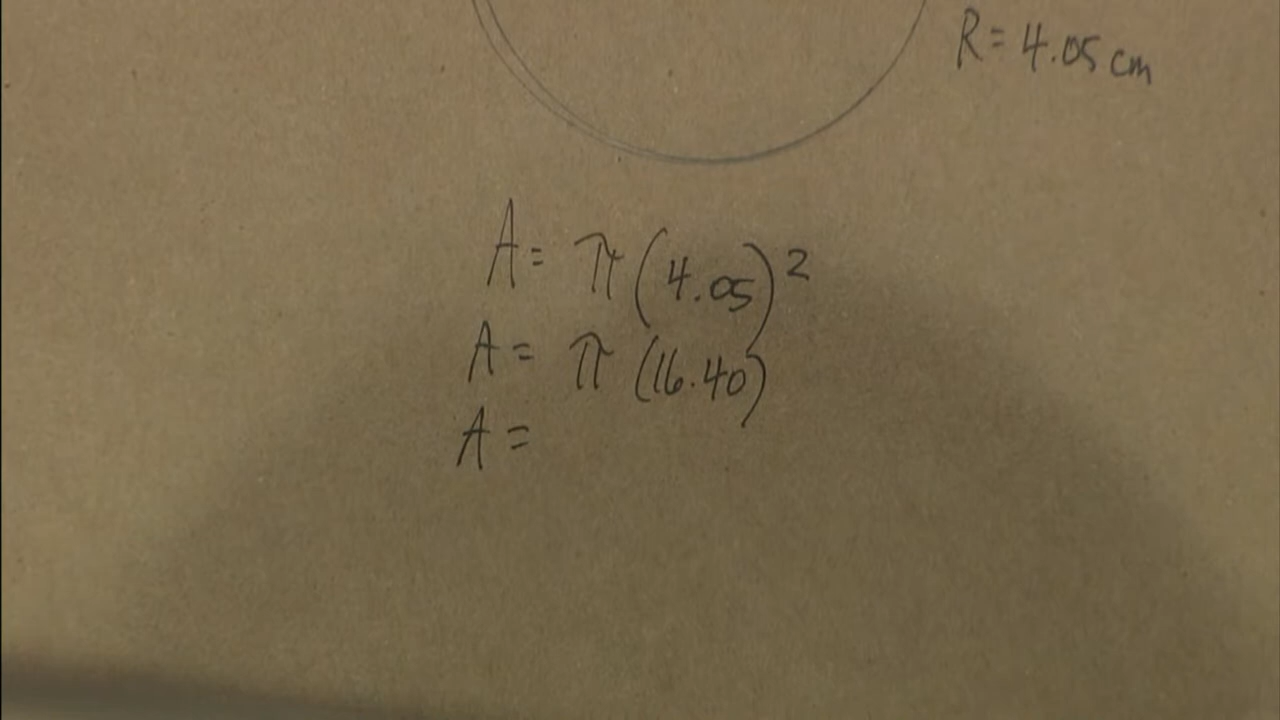 R = 4.05 cm
A = π (4.05)²
A = π (16.40)
A =